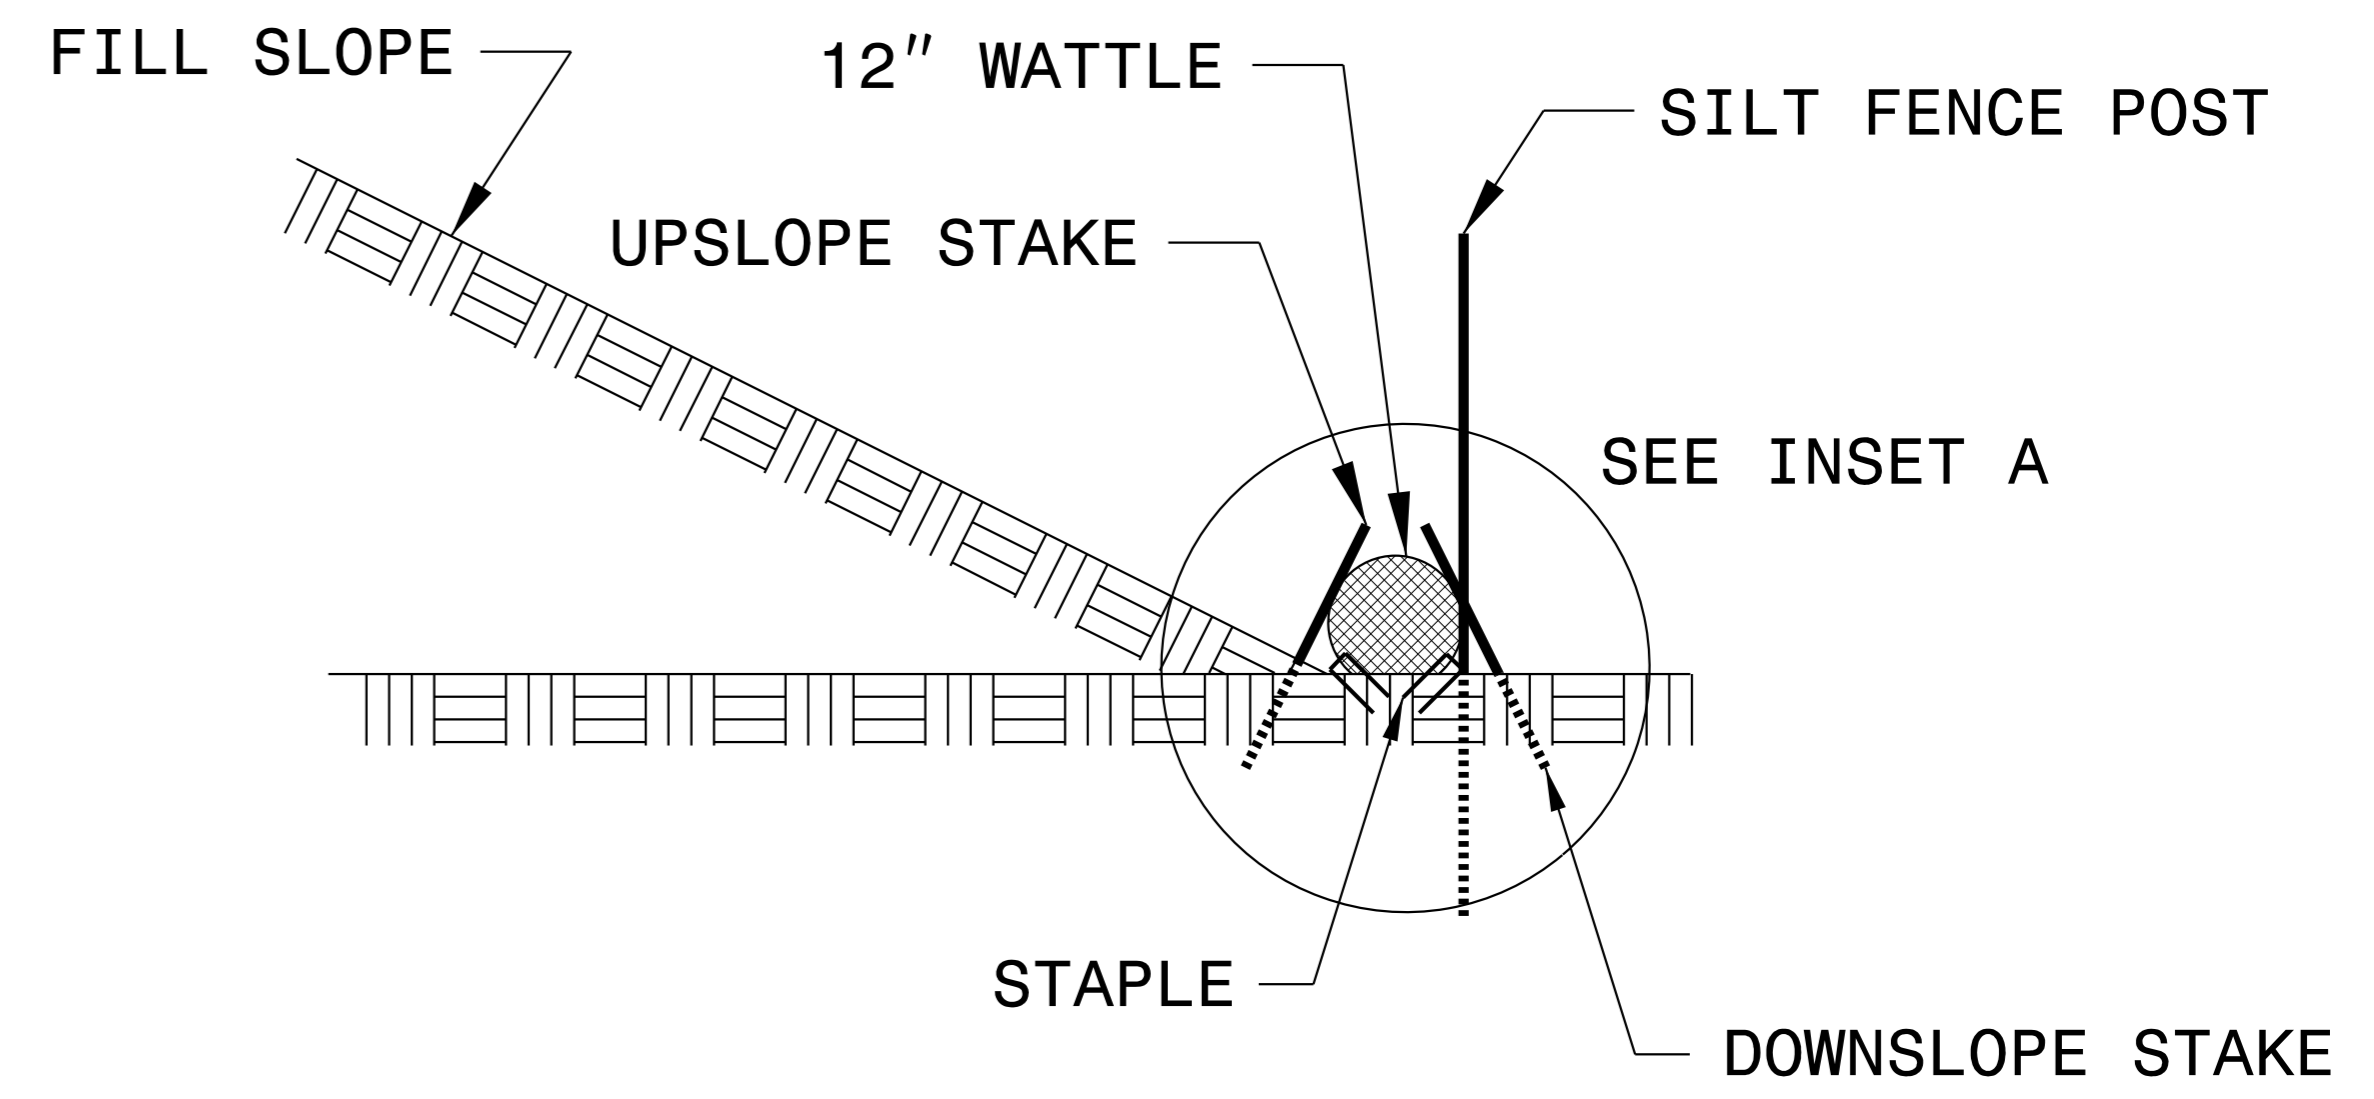 FILL SLOPE
12" WATTLE
SILT FENCE POST
UPSLOPE STAKE
SEE INSET A
STAPLE
DOWNSLOPE STAKE